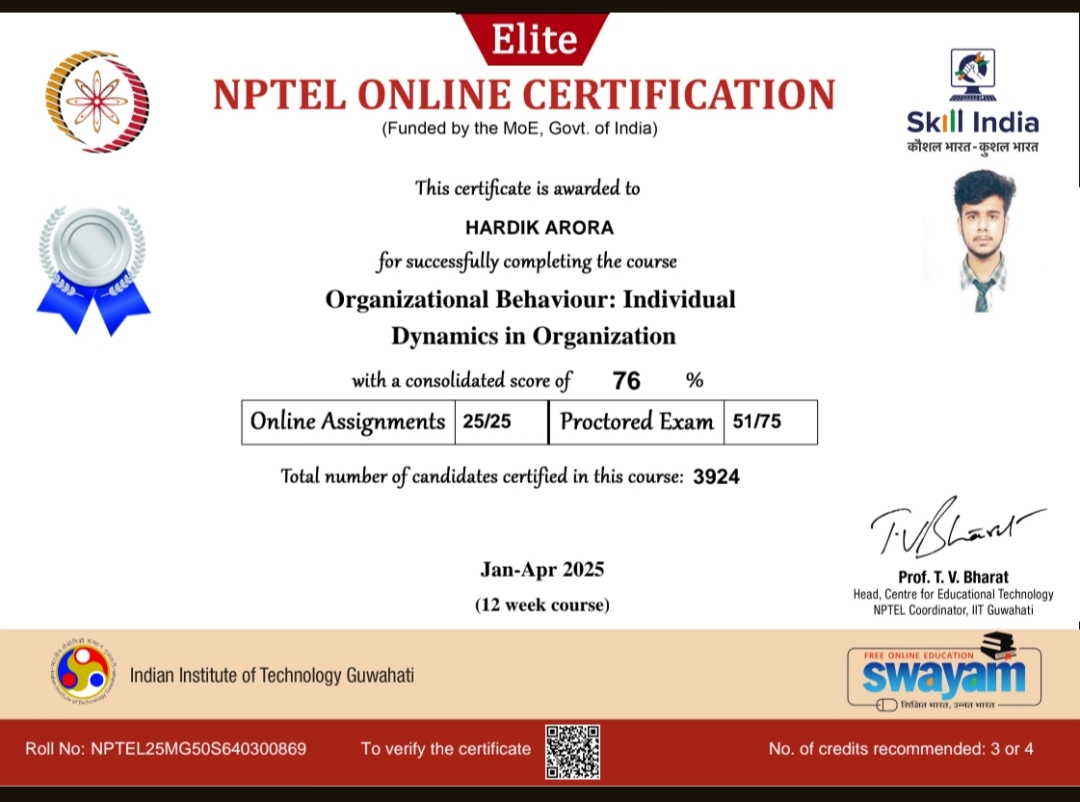 Elite
NPTEL ONLINE CERTIFICATION
(Funded by the MoE, Govt. of India)
Skill India
कौशल भारत - कुशल भारत
This certificate is awarded to
HARDIK ARORA
for successfully completing the course
Organizational Behaviour: Individual
Dynamics in Organization
with a consolidated score of 76 %
Online Assignments 25/25 Proctored Exam 51/75
Total number of candidates certified in this course: 3924
T.V Bharat
Jan-Apr 2025
(12 week course)
Prof. T. V. Bharat
Head, Centre for Educational Technology
NPTEL Coordinator, IIT Guwahati
Indian Institute of Technology Guwahati
FREE ONLINE EDUCATION
swayam
शिक्षित भारत, उन्नत भारत
Roll No: NPTEL25MG50S640300869 To verify the certificate No. of credits recommended: 3 or 4